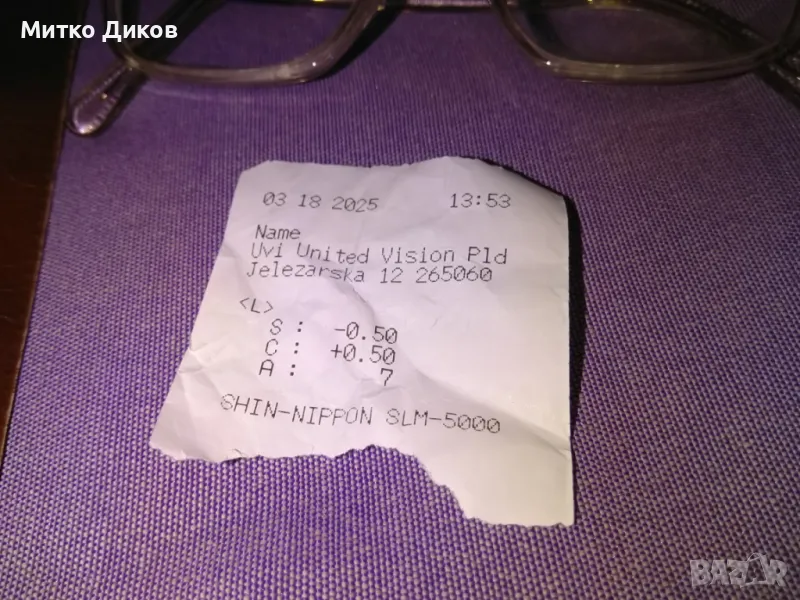 Митко Диков
03 18 2025 13:53
Name
Uvi United Vision Pld
Jelezarska 12 265060
<L>
S : -0.50
C : +0.50
A : 7
SHIN-NIPPON SLM-5000
BAZAR